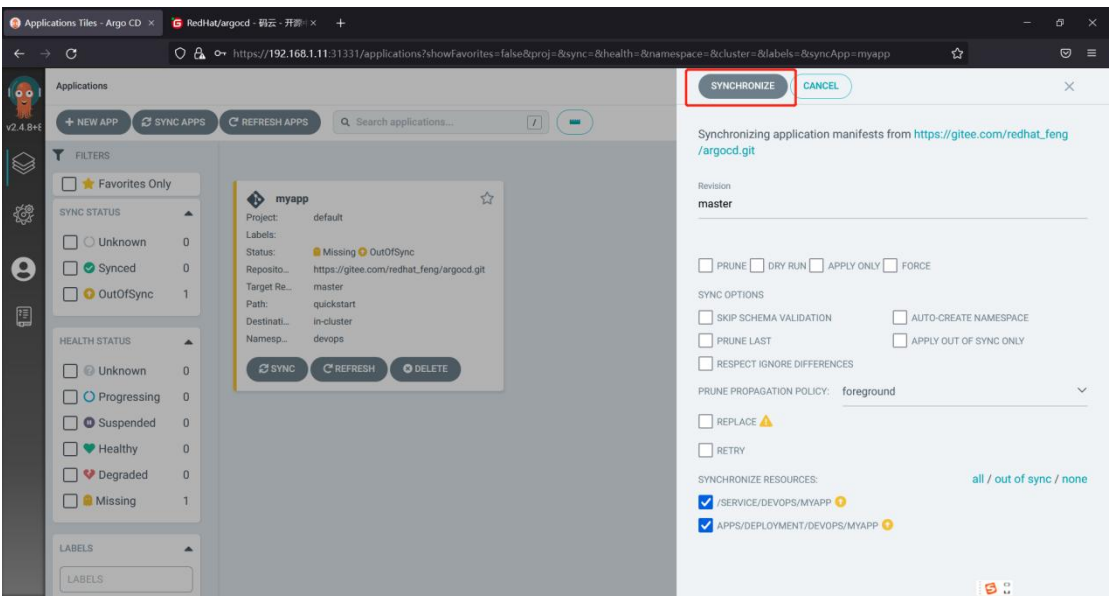 Applications Tiles - Argo CD
RedHat/argocd - 码云 - 开源
https://192.168.1.11:31331/applications?showFavorites=false&proj=&sync=&health=&namespace=&cluster=&labels=&syncApp=myapp
v2.4.8+
Applications
+ NEW APP
SYNC APPS
REFRESH APPS
Search applications...
/
FILTERS
Favorites Only
SYNC STATUS
Unknown 0
Synced 0
OutOfSync 1
HEALTH STATUS
Unknown 0
Progressing 0
Suspended 0
Healthy 0
Degraded 0
Missing 1
LABELS
LABELS
myapp
Project: default
Labels:
Status: Missing OutOfSync
Reposito... https://gitee.com/redhat_feng/argocd.git
Target Re... master
Path: quickstart
Destinati... in-cluster
Namesp... devops
SYNC
REFRESH
DELETE
SYNCHRONIZE
CANCEL
Synchronizing application manifests from https://gitee.com/redhat_feng
/argocd.git
Revision
master
PRUNE DRY RUN APPLY ONLY FORCE
SYNC OPTIONS
SKIP SCHEMA VALIDATION AUTO-CREATE NAMESPACE
PRUNE LAST APPLY OUT OF SYNC ONLY
RESPECT IGNORE DIFFERENCES
PRUNE PROPAGATION POLICY: foreground
REPLACE
RETRY
SYNCHRONIZE RESOURCES: all / out of sync / none
/SERVICE/DEVOPS/MYAPP
APPS/DEPLOYMENT/DEVOPS/MYAPP